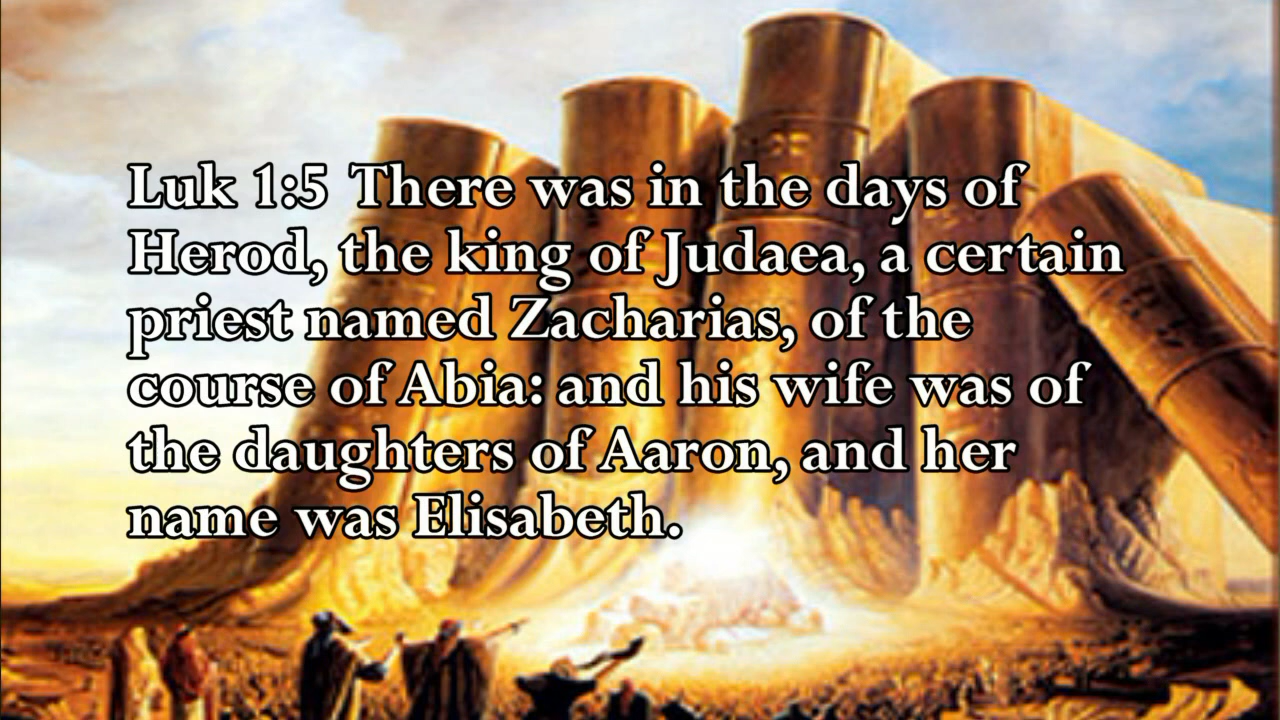 Luk 1:5 There was in the days of
Herod, the king of Judaea, a certain
priest named Zacharias, of the
course of Abia: and his wife was of
the daughters of Aaron, and her
name was Elisabeth.